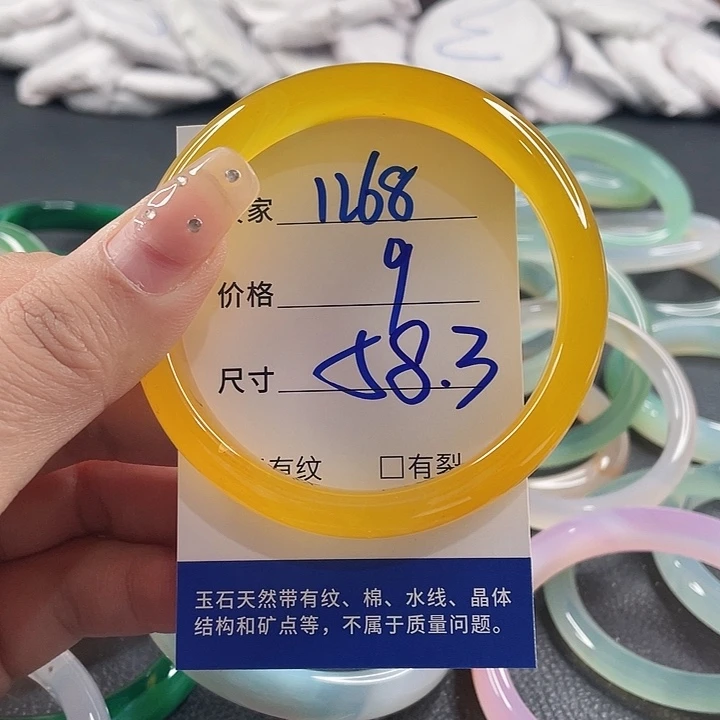 家 1268
价格 9
尺寸 58.3
有纹 □有裂
玉石天然带有纹、棉、水线、晶体
结构和矿点等，不属于质量问题。